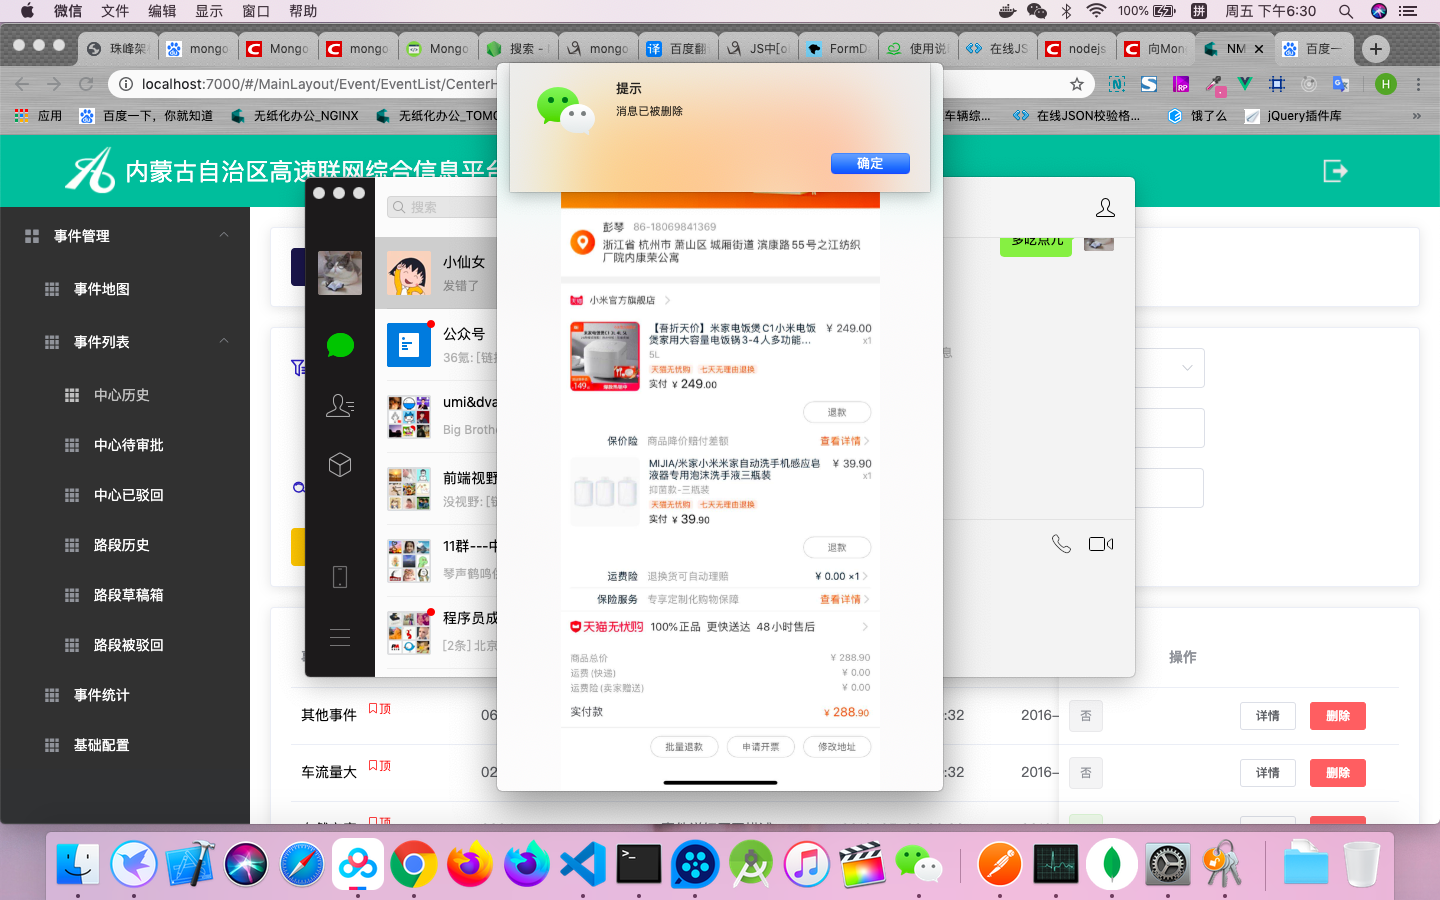 微信 文件 编辑 显示 窗口 帮助
100% 拼 周五 下午6:30
珠峰架 mongo Mongo mongo Mongo 搜索 - mongo 百度翻 JS中[o FormD 使用说 在线JS nodejs 向Mon NM 百度一
localhost:7000/#/MainLayout/Event/EventList/CenterH
应用 百度一下，你就知道 无纸化办公_NGINX 无纸化办公_TOMC 车辆综... 在线JSON校验格... 饿了么 jQuery插件库
内蒙古自治区高速联网综合信息平台
事件管理
事件地图
事件列表
中心历史
中心待审批
中心已驳回
路段历史
路段草稿箱
路段被驳回
事件统计
基础配置
搜索
小仙女
发错了
公众号
36氪: [链
umi&dva
Big Broth
前端视野
没视野: [
11群---中
琴声鹤鸣
程序员成
[2条] 北京
多吃点儿
提示
消息已被删除
确定
彭琴 86-18069841369
浙江省 杭州市 萧山区 城厢街道 滨康路55号之江纺织
厂院内康荣公寓
小米官方旗舰店
【吾折天价】米家电饭煲C1小米电饭 ¥ 249.00
煲家用大容量电饭锅3-4人多功能... x1
5L
天猫无忧购 七天无理由退换
实付 ¥ 249.00
退款
保价险 商品降价赔付差额 查看详情
MIJIA/米家小米米家自动洗手机感应皂 ¥ 39.90
液器专用泡沫洗手液三瓶装 x1
抑菌款-三瓶装
天猫无忧购 七天无理由退换
实付 ¥ 39.90
退款
运费险 退换货可自动理赔 ¥ 0.00 ×1
保险服务 专享定制化购物保障 查看详情
天猫无忧购 100%正品 更快送达 48小时售后
商品总价 ¥ 288.90
运费(快递) ¥ 0.00
运费险(卖家赠送) ¥ 0.00
实付款 ¥ 288.90
批量退款 申请开票 修改地址
息
操作
其他事件 顶 06 :32 2016- 否 详情 删除
车流量大 顶 02 :32 2016- 否 详情 删除
顶